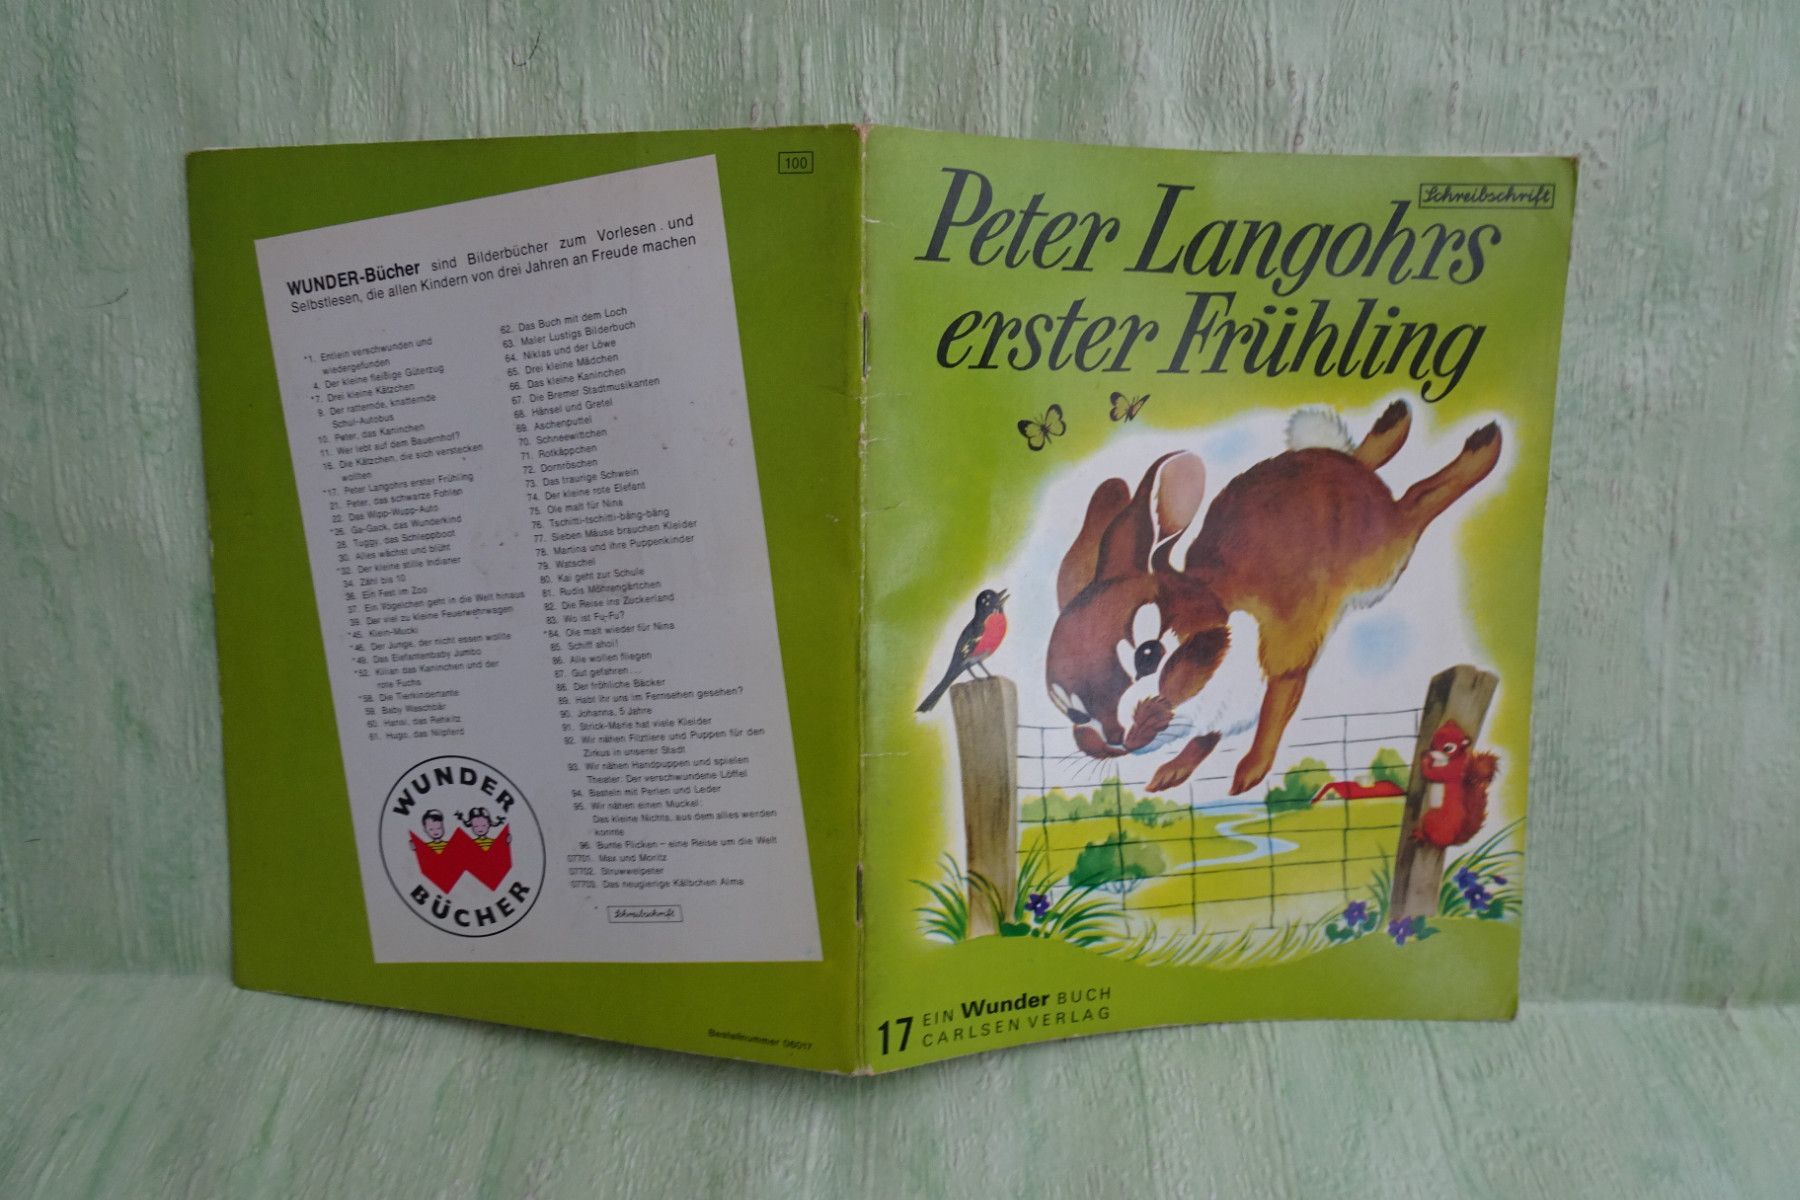 100
WUNDER-Bücher sind Bilderbücher zum Vorlesen und
Selbstlesen, die allen Kindern von drei Jahren an Freude machen
*1. Entlein verschwunden und
wiedergefunden
4. Der kleine fleißige Güterzug
*7. Drei kleine Kätzchen
9. Der ratternde, knatternde
Schul-Autobus
10. Peter, das Kaninchen
11. Wer lebt auf dem Bauernhof?
16. Die Kätzchen, die sich verstecken
wollten
*17. Peter Langohrs erster Frühling
21. Peter, das schwarze Fohlen
22. Das Wipp-Wupp-Auto
*26. Ga-Gack, das Wunderkind
28. Tuggy, das Schleppboot
30. Alles wächst und blüht
*32. Der kleine stille Indianer
34. Zähl bis 10
36. Ein Fest im Zoo
37. Ein Vögelchen geht in die Welt hinaus
39. Der viel zu kleine Feuerwehrwagen
*45. Klein-Mucki
*46. Der Junge, der nicht essen wollte
*49. Das Elefantenbaby Jumbo
*52. Kilian das Kaninchen und der
rote Fuchs
*58. Die Tierkindertante
59. Baby Waschbär
60. Hansi, das Rehkitz
61. Hugo, das Nilpferd
62. Das Buch mit dem Loch
63. Maler Lustigs Bilderbuch
64. Niklas und der Löwe
65. Drei kleine Mädchen
66. Das kleine Kaninchen
67. Die Bremer Stadtmusikanten
68. Hänsel und Gretel
69. Aschenputtel
70. Schneewittchen
71. Rotkäppchen
72. Dornröschen
73. Das traurige Schwein
74. Der kleine rote Elefant
75. Ole malt für Nina
76. Tschitti-tschitti-bäng-bäng
77. Sieben Mäuse brauchen Kleider
78. Martina und ihre Puppenkinder
79. Watschel
80. Kai geht zur Schule
81. Rudis Möhrengärtchen
82. Die Reise ins Zuckerland
83. Wo ist Fu-Fu?
*84. Ole malt wieder für Nina
85. Schiff ahoi!
86. Alle wollen fliegen
87. Gut gefahren...
88. Der fröhliche Bäcker
89. Habt ihr uns im Fernsehen gesehen?
90. Johanna, 5 Jahre
91. Strick-Marie hat viele Kleider
92. Wir nähen Filztiere und Puppen für den
Zirkus in unserer Stadt
93. Wir nähen Handpuppen und spielen
Theater: Der verschwundene Löffel
94. Basteln mit Perlen und Leder
95. Wir nähen einen Muckel:
Das kleine Nichts, aus dem alles werden
konnte
96. Bunte Flicken – eine Reise um die Welt
07701. Max und Moritz
07702. Struwwelpeter
07703. Das neugierige Kälbchen Alma
Schreibschrift
WUNDER
BÜCHER
Bestellnummer 06017
Schreibschrift
Peter Langohrs
erster Frühling
17 EIN Wunder BUCH
CARLSEN VERLAG